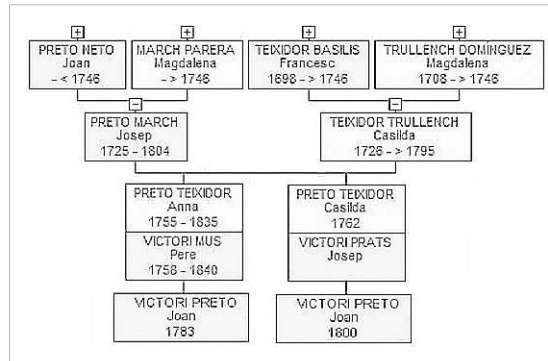 PRETO NETO
Joan
- < 1746
MARCH PARERA
Magdalena
- > 1746
TEIXIDOR BASILIS
Francesc
1698 - > 1746
TRULLENCH DOMÍNGUEZ
Magdalena
1708 - > 1746
PRETO MARCH
Josep
1725 - 1804
TEIXIDOR TRULLENCH
Casilda
1728 - > 1795
PRETO TEIXIDOR
Anna
1755 - 1835
VICTORI MUS
Pere
1758 - 1840
PRETO TEIXIDOR
Casilda
1762
VICTORI PRATS
Josep
VICTORI PRETO
Joan
1783
VICTORI PRETO
Joan
1800